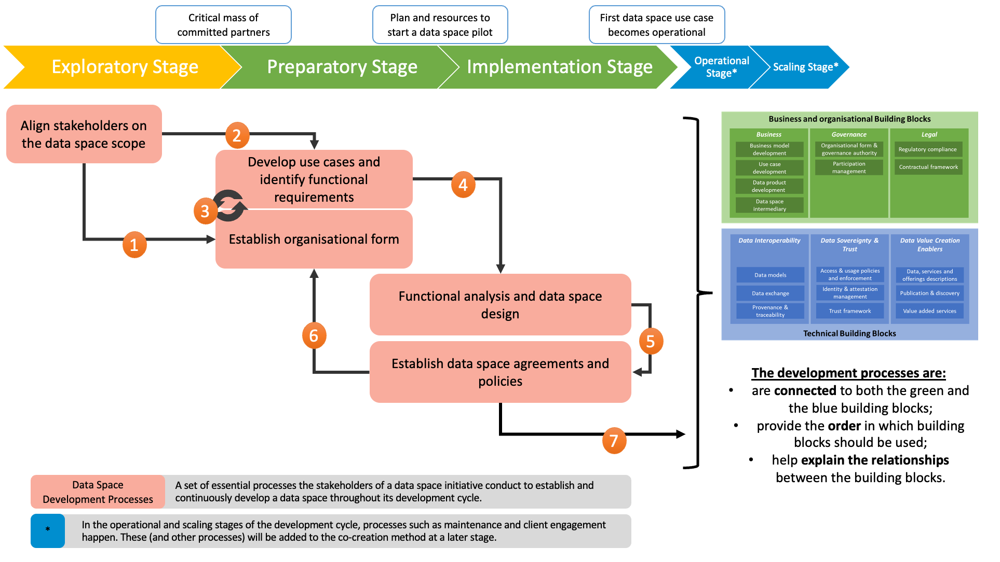 Critical mass of
committed partners
Plan and resources to
start a data space pilot
First data space use case
becomes operational
Exploratory Stage
Preparatory Stage
Implementation Stage
Operational
Stage*
Scaling Stage*
Align stakeholders on
the data space scope
2
Develop use cases and
identify functional
requirements
3
4
1
Establish organisational form
Functional analysis and data space
design
6
5
Establish data space agreements and
policies
7
Business and organisational Building Blocks
Business
Business model
development
Use case
development
Data product
development
Data space
intermediary
Governance
Organisational form &
governance authority
Participation
management
Legal
Regulatory compliance
Contractual framework
Data Interoperability
Data models
Data exchange
Provenance &
traceability
Data Sovereignty &
Trust
Access & usage policies
and enforcement
Identity & attestation
management
Trust framework
Data Value Creation
Enablers
Data, services and
offerings descriptions
Publication & discovery
Value added services
Technical Building Blocks
The development processes are:
• are connected to both the green and
the blue building blocks;
• provide the order in which building
blocks should be used;
• help explain the relationships
between the building blocks.
Data Space
Development Processes
A set of essential processes the stakeholders of a data space initiative conduct to establish and
continuously develop a data space throughout its development cycle.
*
In the operational and scaling stages of the development cycle, processes such as maintenance and client engagement
happen. These (and other processes) will be added to the co-creation method at a later stage.